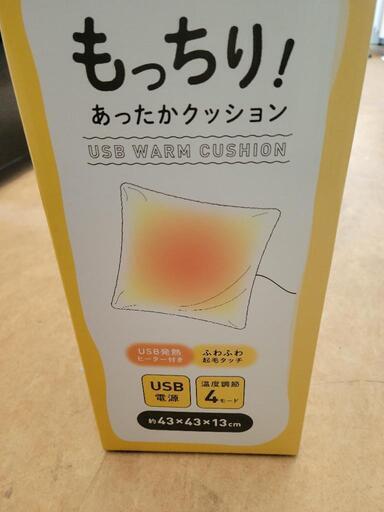 もっちり!
あったかクッション
USB WARM CUSHION
USB発熱
ヒーター付き
ふわふわ
起毛タッチ
USB
電源
温度調節
4モード
約43×43×13cm